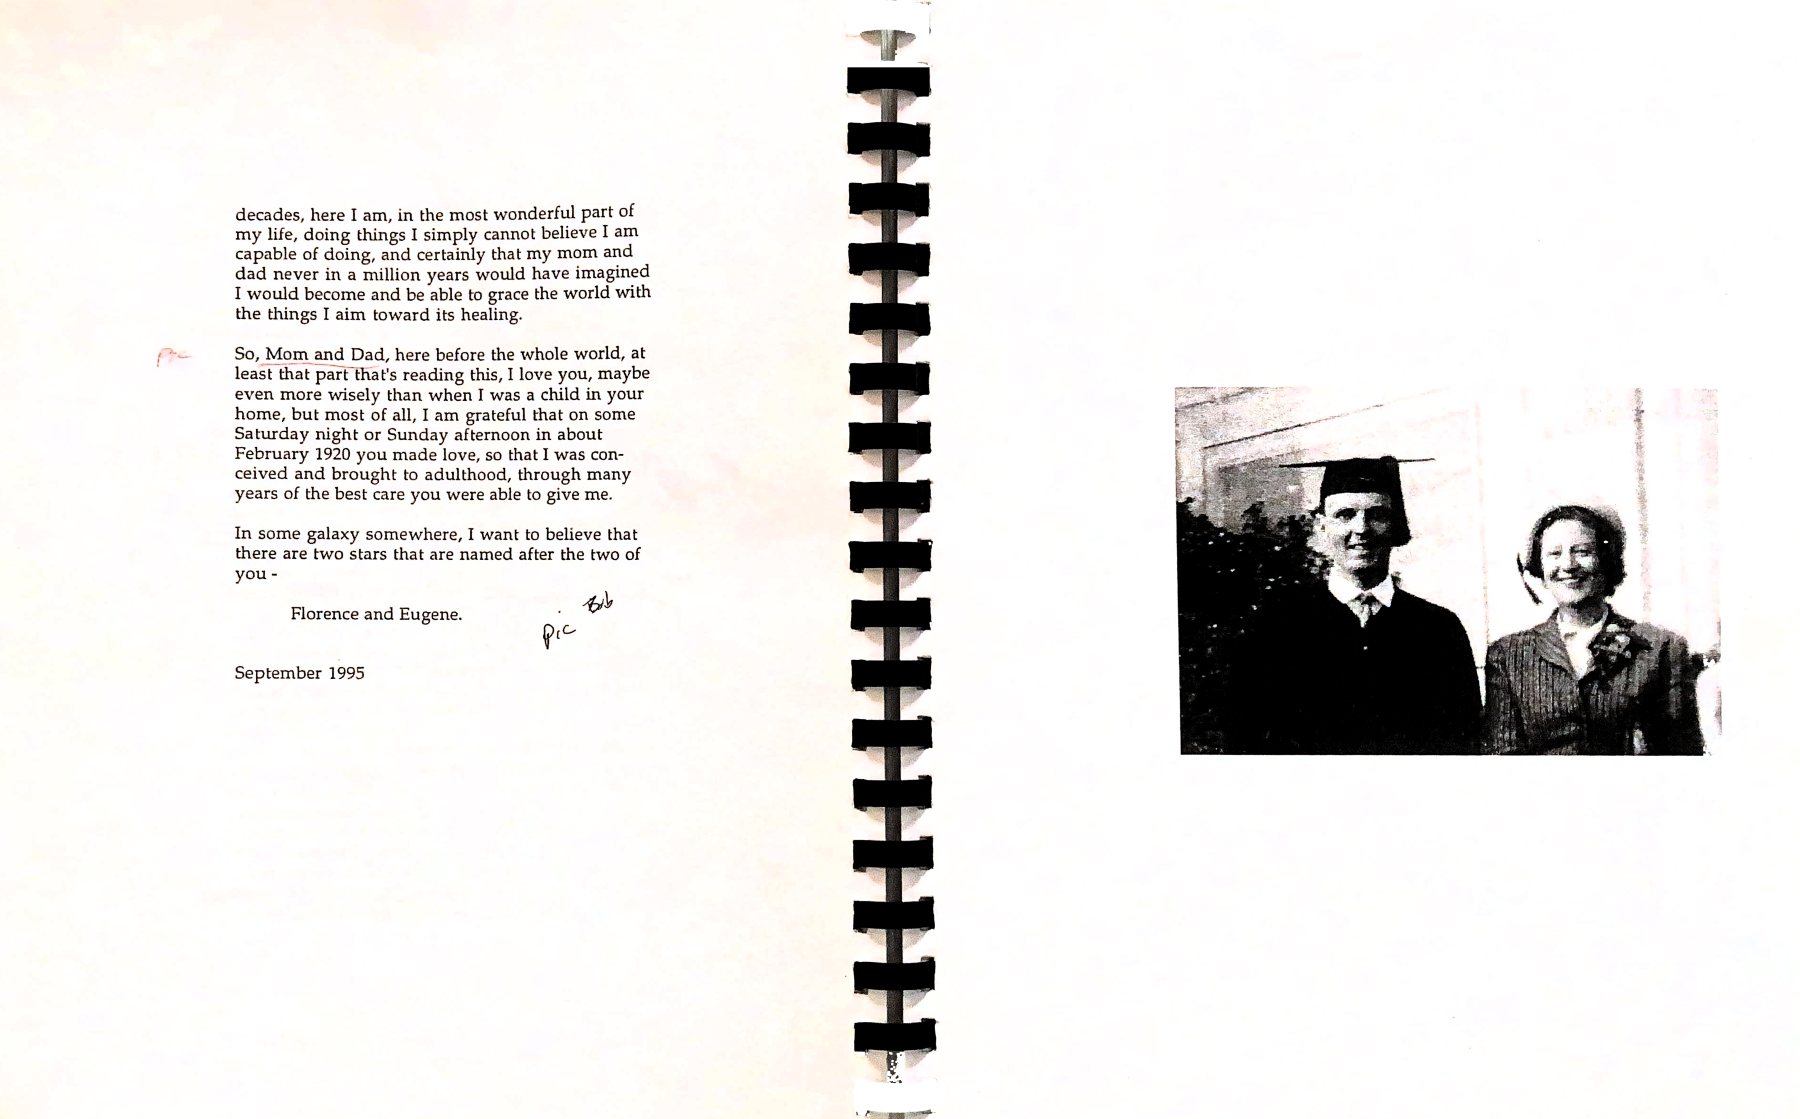 decades, here I am, in the most wonderful part of
my life, doing things I simply cannot believe I am
capable of doing, and certainly that my mom and
dad never in a million years would have imagined
I would become and be able to grace the world with
the things I aim toward its healing.
pic
So, Mom and Dad, here before the whole world, at
least that part that's reading this, I love you, maybe
even more wisely than when I was a child in your
home, but most of all, I am grateful that on some
Saturday night or Sunday afternoon in about
February 1920 you made love, so that I was con-
ceived and brought to adulthood, through many
years of the best care you were able to give me.
In some galaxy somewhere, I want to believe that
there are two stars that are named after the two of
you -
Florence and Eugene.
Bob
pic
September 1995